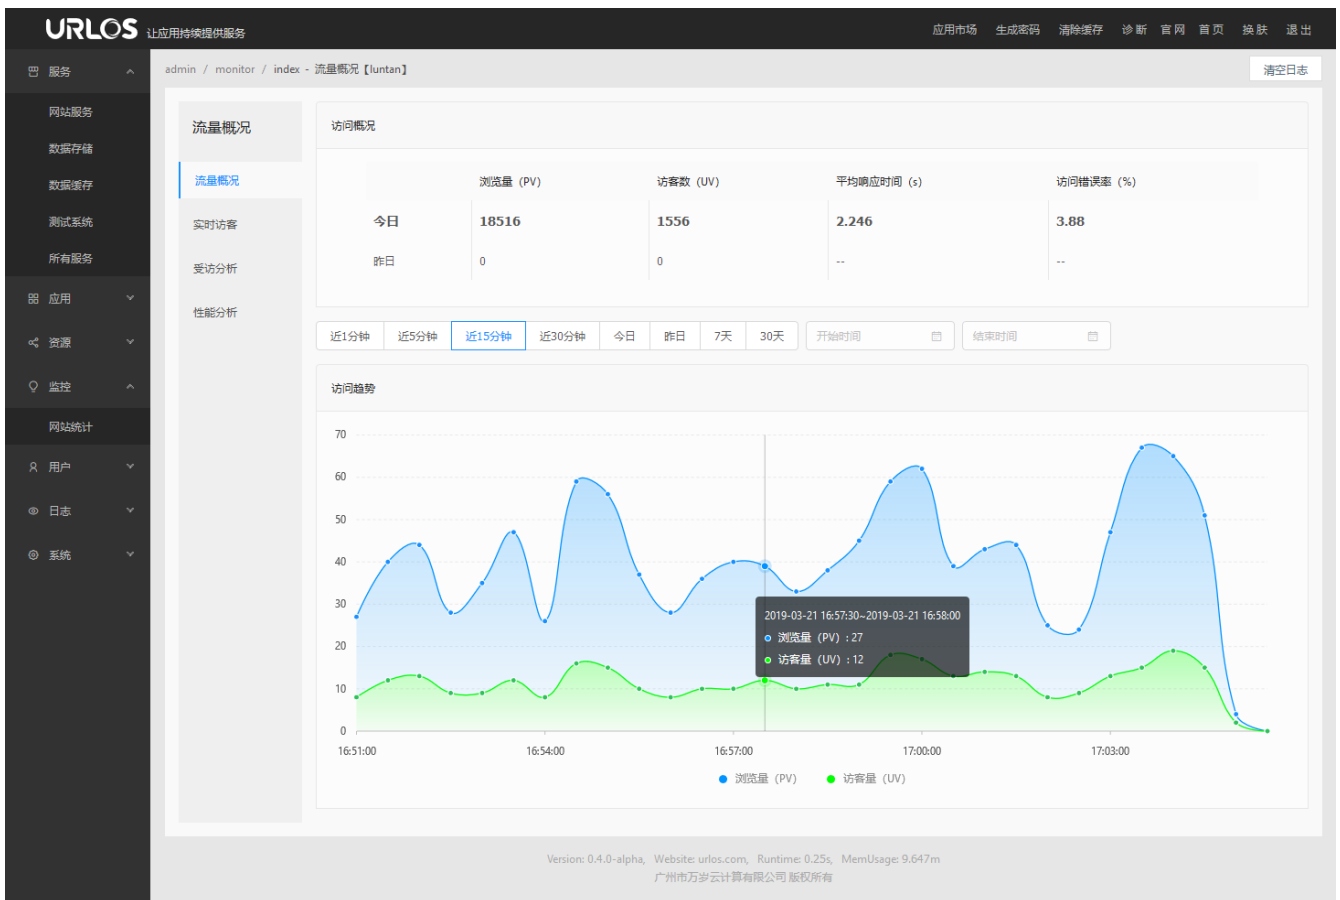 URLOS 让应用持续提供服务
应用市场 生成密码 清除缓存 诊断 官网 首页 换肤 退出
服务
网站服务
数据存储
数据缓存
测试系统
所有服务
应用
资源
监控
网站统计
用户
日志
系统
admin / monitor / index - 流量概况【luntan】
清空日志
流量概况
流量概况
实时访客
受访分析
性能分析
访问概况
浏览量（PV） 访客数（UV） 平均响应时间（s） 访问错误率（%）
今日 18516 1556 2.246 3.88
昨日 0 0 -- --
近1分钟 近5分钟 近15分钟 近30分钟 今日 昨日 7天 30天 开始时间 结束时间
访问趋势
70
60
50
40
30
20
10
0
2019-03-21 16:57:30~2019-03-21 16:58:00
浏览量（PV）: 27
访客量（UV）: 12
16:51:00 16:54:00 16:57:00 17:00:00 17:03:00
浏览量（PV） 访客量（UV）
Version: 0.4.0-alpha, Website: urlos.com, Runtime: 0.25s, MemUsage: 9.647m
广州市万岁云计算有限公司 版权所有